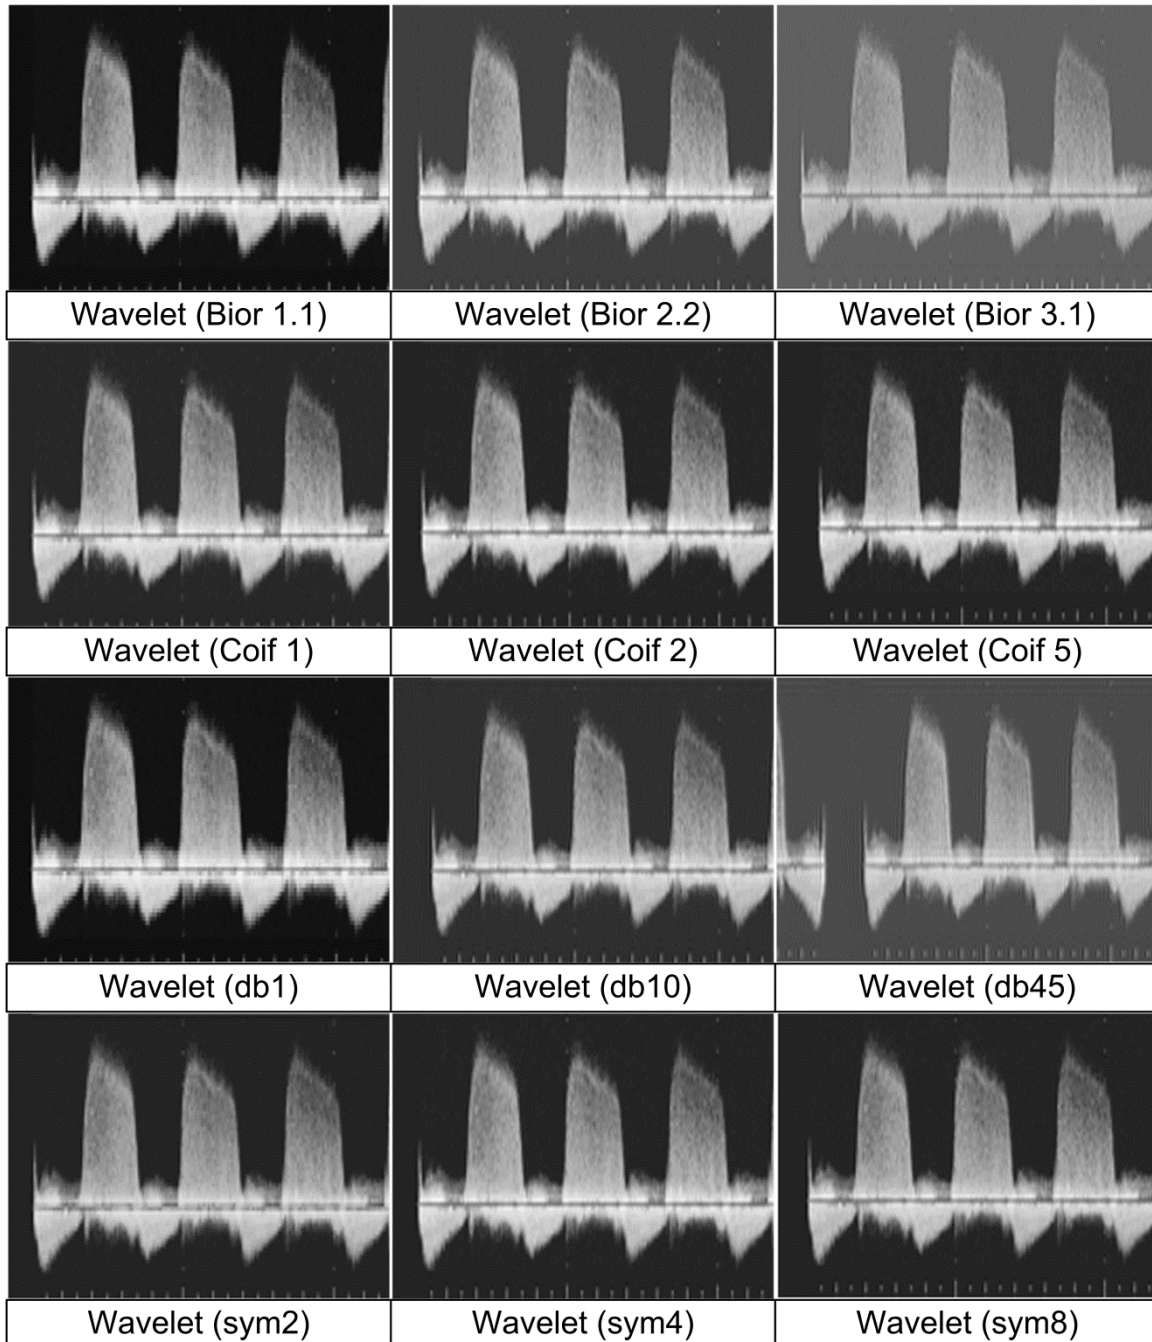 Wavelet (Bior 1.1)
Wavelet (Bior 2.2)
Wavelet (Bior 3.1)
Wavelet (Coif 1)
Wavelet (Coif 2)
Wavelet (Coif 5)
Wavelet (db1)
Wavelet (db10)
Wavelet (db45)
Wavelet (sym2)
Wavelet (sym4)
Wavelet (sym8)